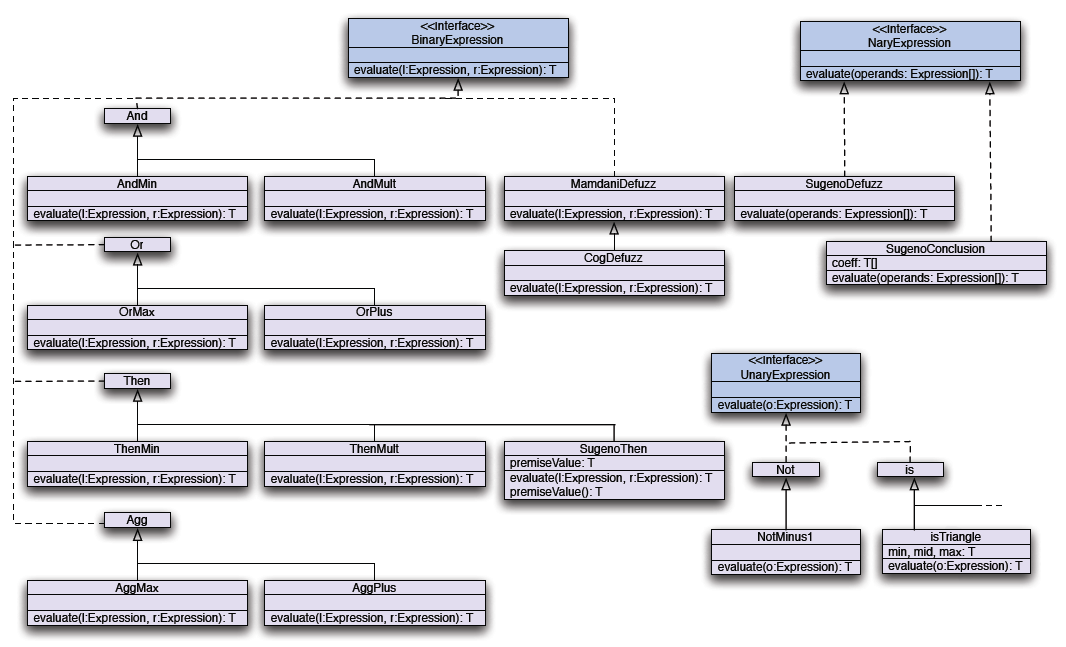 <<Interface>>
BinaryExpression
evaluate(l:Expression, r:Expression): T
<<Interface>>
NaryExpression
evaluate(operands: Expression[]): T
And
AndMin
evaluate(l:Expression, r:Expression): T
AndMult
evaluate(l:Expression, r:Expression): T
MamdaniDefuzz
evaluate(l:Expression, r:Expression): T
SugenoDefuzz
evaluate(operands: Expression[]): T
Or
CogDefuzz
evaluate(l:Expression, r:Expression): T
SugenoConclusion
coeff: T[]
evaluate(operands: Expression[]): T
OrMax
evaluate(l:Expression, r:Expression): T
OrPlus
evaluate(l:Expression, r:Expression): T
<<Interface>>
UnaryExpression
evaluate(o:Expression): T
Then
ThenMin
evaluate(l:Expression, r:Expression): T
ThenMult
evaluate(l:Expression, r:Expression): T
SugenoThen
premiseValue: T
evaluate(l:Expression, r:Expression): T
premiseValue(): T
Not
is
Agg
NotMinus1
evaluate(o:Expression): T
isTriangle
min, mid, max: T
evaluate(o:Expression): T
AggMax
evaluate(l:Expression, r:Expression): T
AggPlus
evaluate(l:Expression, r:Expression): T